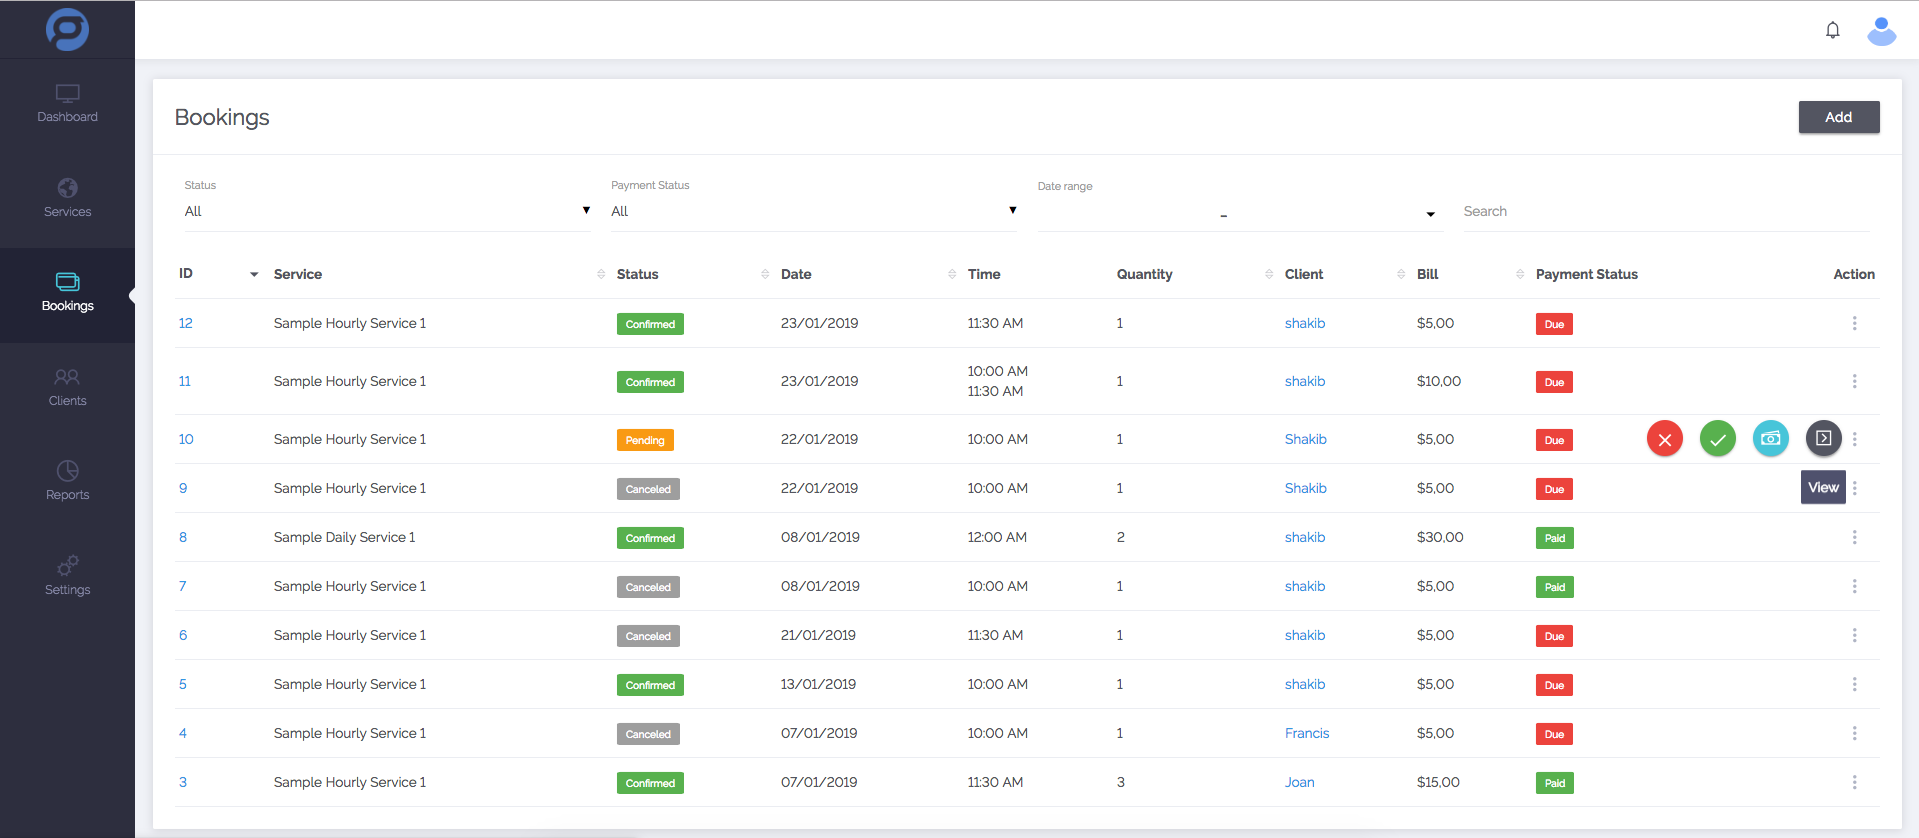 Bookings
Add
Dashboard
Services
Bookings
Clients
Reports
Settings
Status
All
Payment Status
All
Date range
–
Search
ID Service Status Date Time Quantity Client Bill Payment Status Action
12 Sample Hourly Service 1 Confirmed 23/01/2019 11:30 AM 1 shakib $5,00 Due
11 Sample Hourly Service 1 Confirmed 23/01/2019 10:00 AM 1 shakib $10,00 Due
11:30 AM
10 Sample Hourly Service 1 Pending 22/01/2019 10:00 AM 1 Shakib $5,00 Due
9 Sample Hourly Service 1 Canceled 22/01/2019 10:00 AM 1 Shakib $5,00 Due View
8 Sample Daily Service 1 Confirmed 08/01/2019 12:00 AM 2 shakib $30,00 Paid
7 Sample Hourly Service 1 Canceled 08/01/2019 10:00 AM 1 shakib $5,00 Paid
6 Sample Hourly Service 1 Canceled 21/01/2019 11:30 AM 1 shakib $5,00 Due
5 Sample Hourly Service 1 Confirmed 13/01/2019 10:00 AM 1 shakib $5,00 Due
4 Sample Hourly Service 1 Canceled 07/01/2019 10:00 AM 1 Francis $5,00 Due
3 Sample Hourly Service 1 Confirmed 07/01/2019 11:30 AM 3 Joan $15,00 Paid